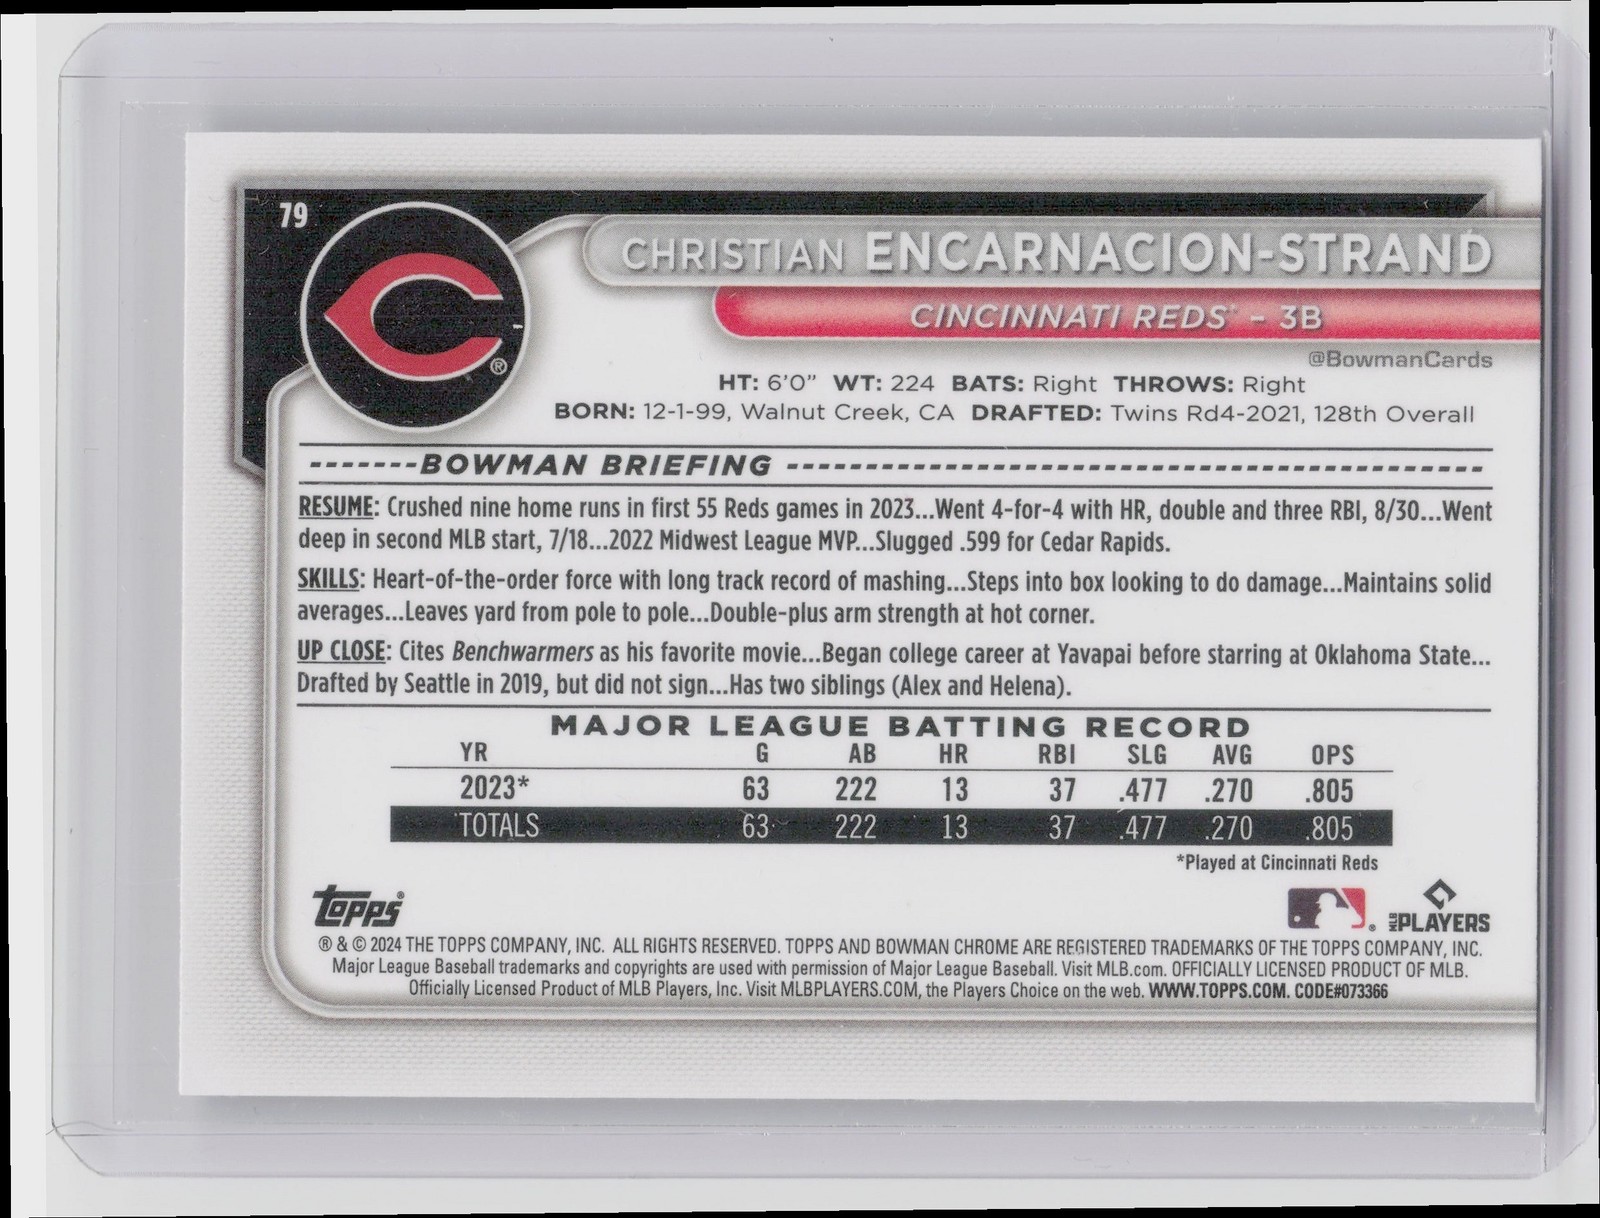 79
CHRISTIAN ENCARNACION-STRAND
CINCINNATI REDS - 3B
@BowmanCards
HT: 6'0" WT: 224 BATS: Right THROWS: Right
BORN: 12-1-99, Walnut Creek, CA DRAFTED: Twins Rd4-2021, 128th Overall
®
-------BOWMAN BRIEFING --------------------------------------------
RESUME: Crushed nine home runs in first 55 Reds games in 2023...Went 4-for-4 with HR, double and three RBI, 8/30...Went
deep in second MLB start, 7/18...2022 Midwest League MVP...Slugged .599 for Cedar Rapids.
SKILLS: Heart-of-the-order force with long track record of mashing...Steps into box looking to do damage...Maintains solid
averages...Leaves yard from pole to pole...Double-plus arm strength at hot corner.
UP CLOSE: Cites Benchwarmers as his favorite movie...Began college career at Yavapai before starring at Oklahoma State...
Drafted by Seattle in 2019, but did not sign...Has two siblings (Alex and Helena).
MAJOR LEAGUE BATTING RECORD
YR G AB HR RBI SLG AVG OPS
2023* 63 222 13 37 .477 .270 .805
TOTALS 63 222 13 37 .477 .270 .805
*Played at Cincinnati Reds
Topps® ® MLB PLAYERS
® & © 2024 THE TOPPS COMPANY, INC. ALL RIGHTS RESERVED. TOPPS AND BOWMAN CHROME ARE REGISTERED TRADEMARKS OF THE TOPPS COMPANY, INC.
Major League Baseball trademarks and copyrights are used with permission of Major League Baseball. Visit MLB.com. OFFICIALLY LICENSED PRODUCT OF MLB.
Officially Licensed Product of MLB Players, Inc. Visit MLBPLAYERS.COM, the Players Choice on the web. WWW.TOPPS.COM. CODE#073366